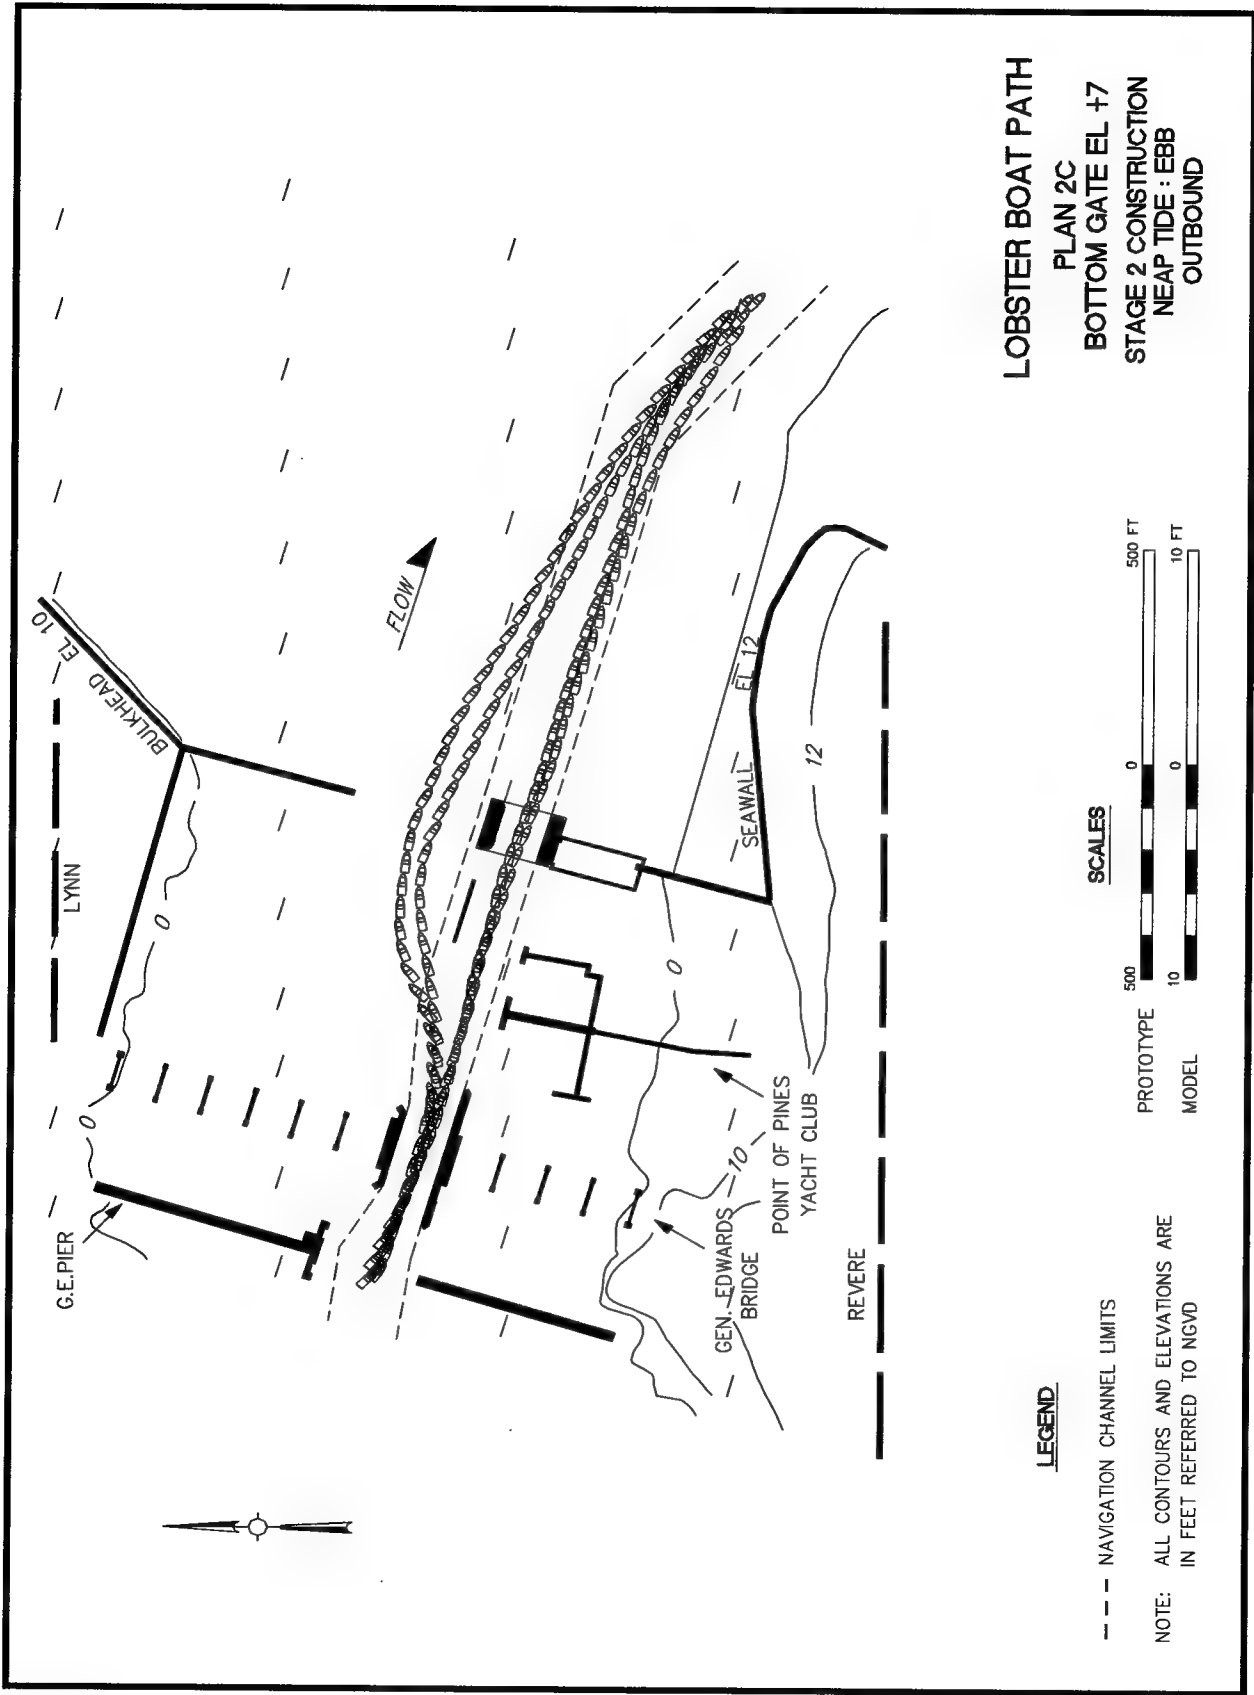 LYNN
BULKHEAD EL 10
G.E.PIER
0
0
FLOW
0
SEAWALL EL 12
12
10
POINT OF PINES
YACHT CLUB
GEN. EDWARDS
BRIDGE
REVERE
LOBSTER BOAT PATH
PLAN 2C
BOTTOM GATE EL +7
STAGE 2 CONSTRUCTION
NEAP TIDE : EBB
OUTBOUND
LEGEND
--- NAVIGATION CHANNEL LIMITS
NOTE: ALL CONTOURS AND ELEVATIONS ARE
IN FEET REFERRED TO NGVD
SCALES
PROTOTYPE 500 0 500 FT
MODEL 10 0 10 FT